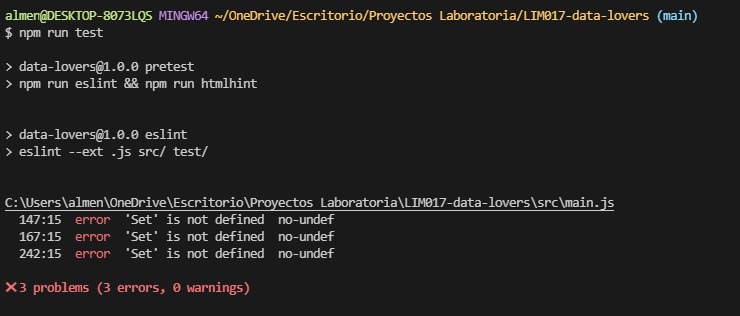 almen@DESKTOP-8073LQS MINGW64 ~/OneDrive/Escritorio/Proyectos Laboratoria/LIM017-data-lovers (main)
$ npm run test
> data-lovers@1.0.0 pretest
> npm run eslint && npm run htmlhint
> data-lovers@1.0.0 eslint
> eslint --ext .js src/ test/
C:\Users\almen\OneDrive\Escritorio\Proyectos Laboratoria\LIM017-data-lovers\src\main.js
147:15 error 'Set' is not defined no-undef
167:15 error 'Set' is not defined no-undef
242:15 error 'Set' is not defined no-undef
✕3 problems (3 errors, 0 warnings)